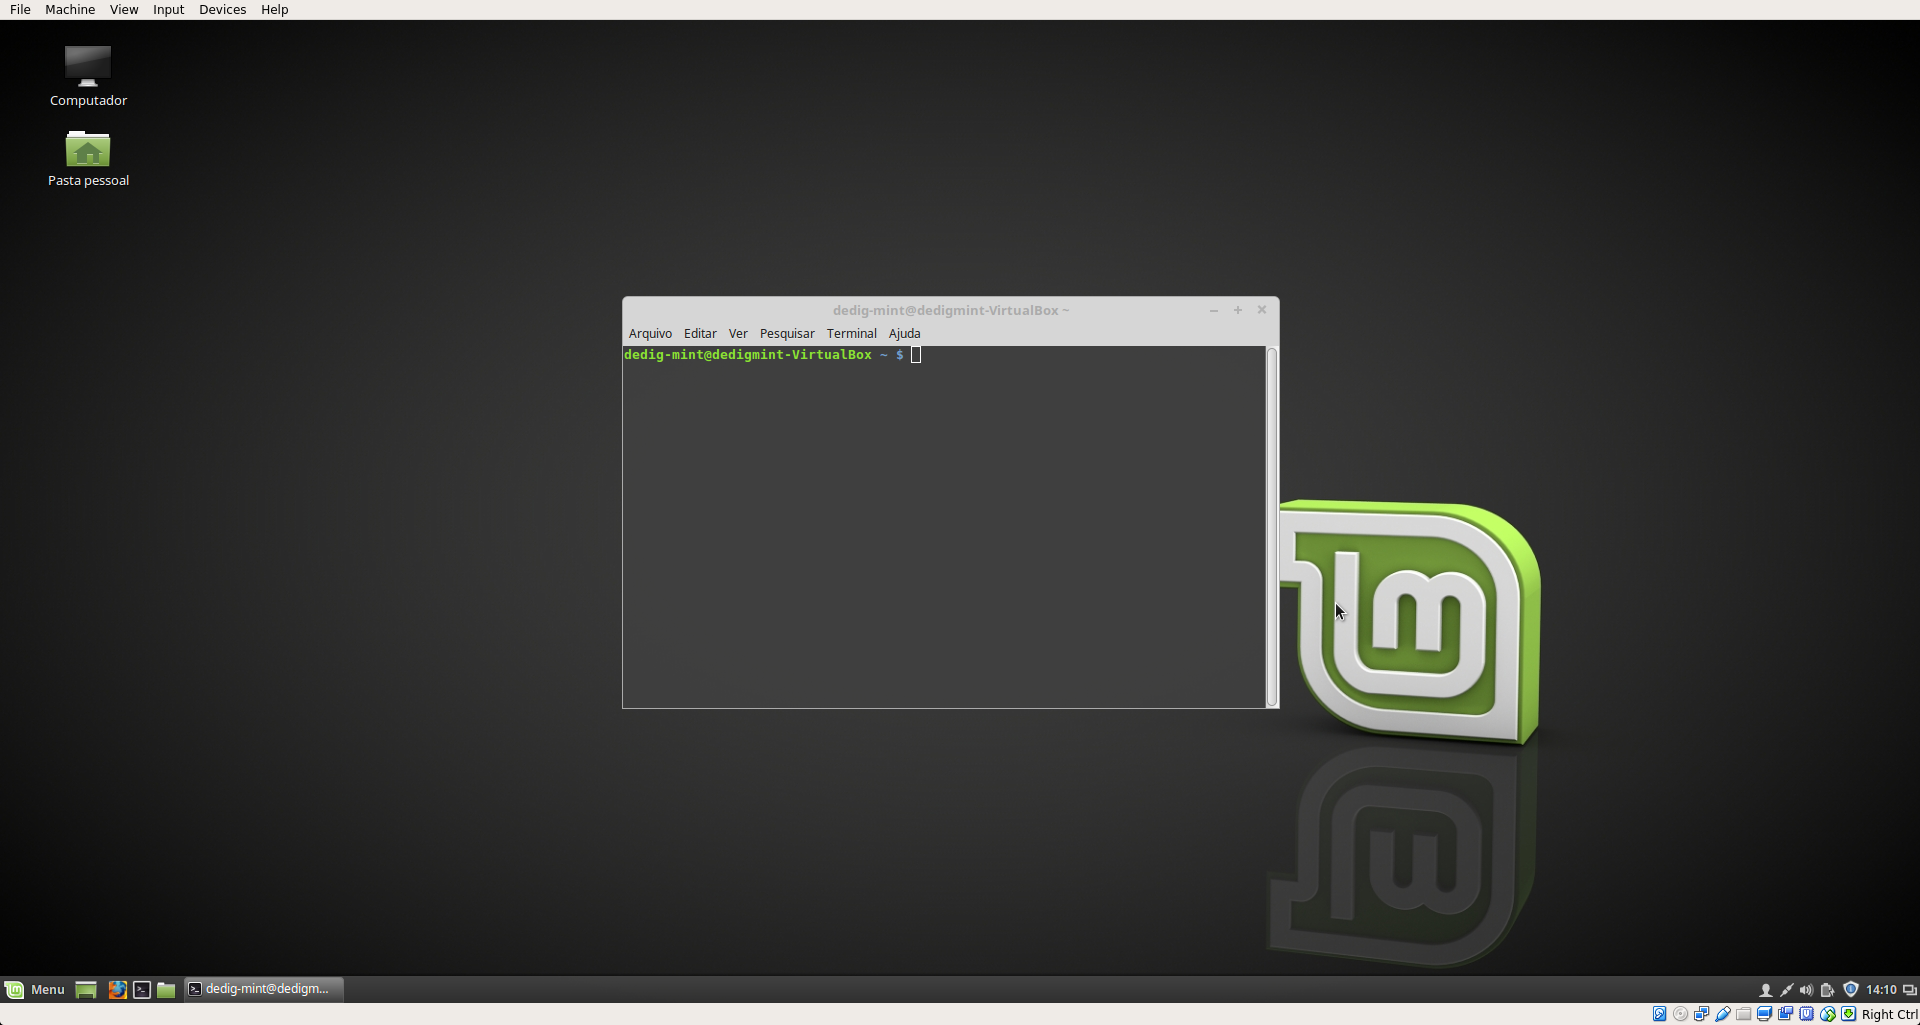 File Machine View Input Devices Help
Computador
Pasta pessoal
dedig-mint@dedigmint-VirtualBox ~
Arquivo Editar Ver Pesquisar Terminal Ajuda
dedig-mint@dedigmint-VirtualBox ~ $
lm
Menu dedig-mint@dedigm... 14:10
Right Ctrl